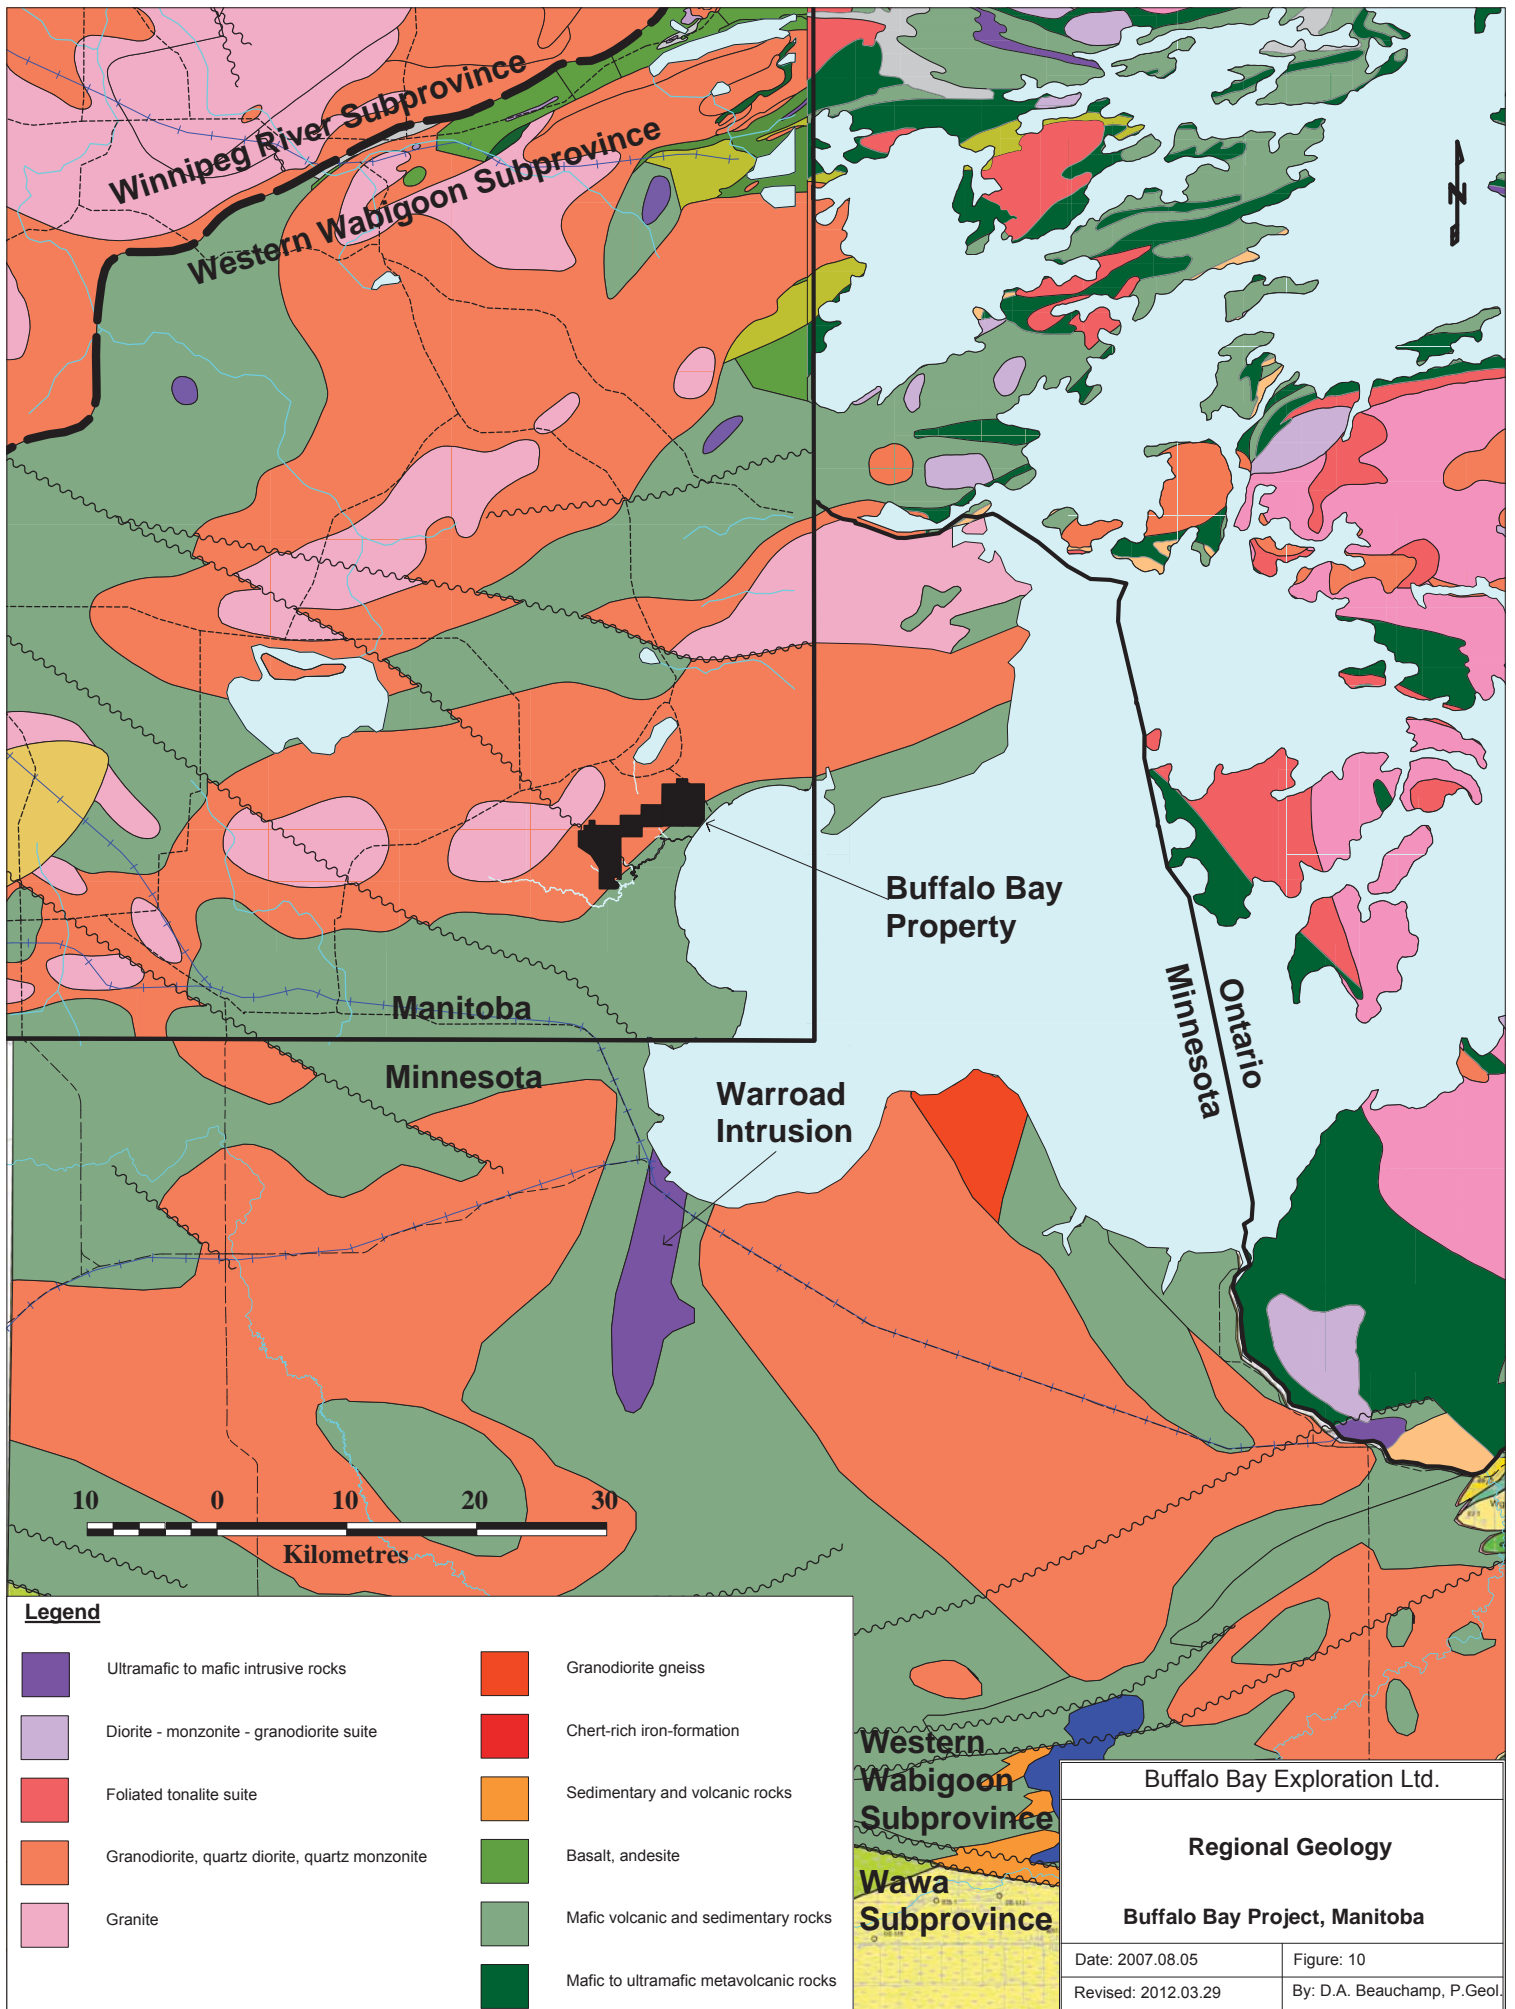 Winnipeg River Subprovince
Western Wabigoon Subprovince
N
Buffalo Bay
Property
Manitoba
Minnesota
Ontario
Minnesota
Warroad
Intrusion
10 0 10 20 30
Kilometres
Legend
Ultramafic to mafic intrusive rocks
Diorite - monzonite - granodiorite suite
Foliated tonalite suite
Granodiorite, quartz diorite, quartz monzonite
Granite
Granodiorite gneiss
Chert-rich iron-formation
Sedimentary and volcanic rocks
Basalt, andesite
Mafic volcanic and sedimentary rocks
Mafic to ultramafic metavolcanic rocks
Western
Wabigoon
Subprovince
Wawa
Subprovince
Buffalo Bay Exploration Ltd.
Regional Geology
Buffalo Bay Project, Manitoba
Date: 2007.08.05
Figure: 10
Revised: 2012.03.29
By: D.A. Beauchamp, P.Geol.